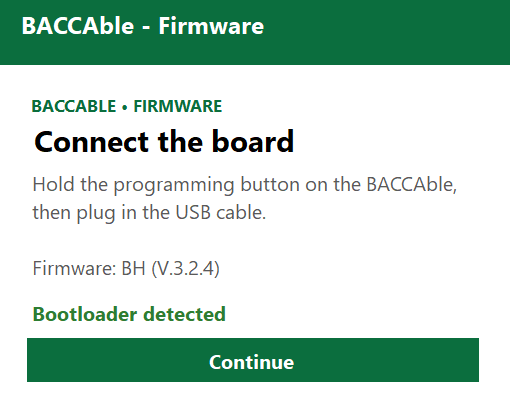 BACCAble - Firmware
BACCABLE • FIRMWARE
Connect the board
Hold the programming button on the BACCAble,
then plug in the USB cable.
Firmware: BH (V.3.2.4)
Bootloader detected
Continue